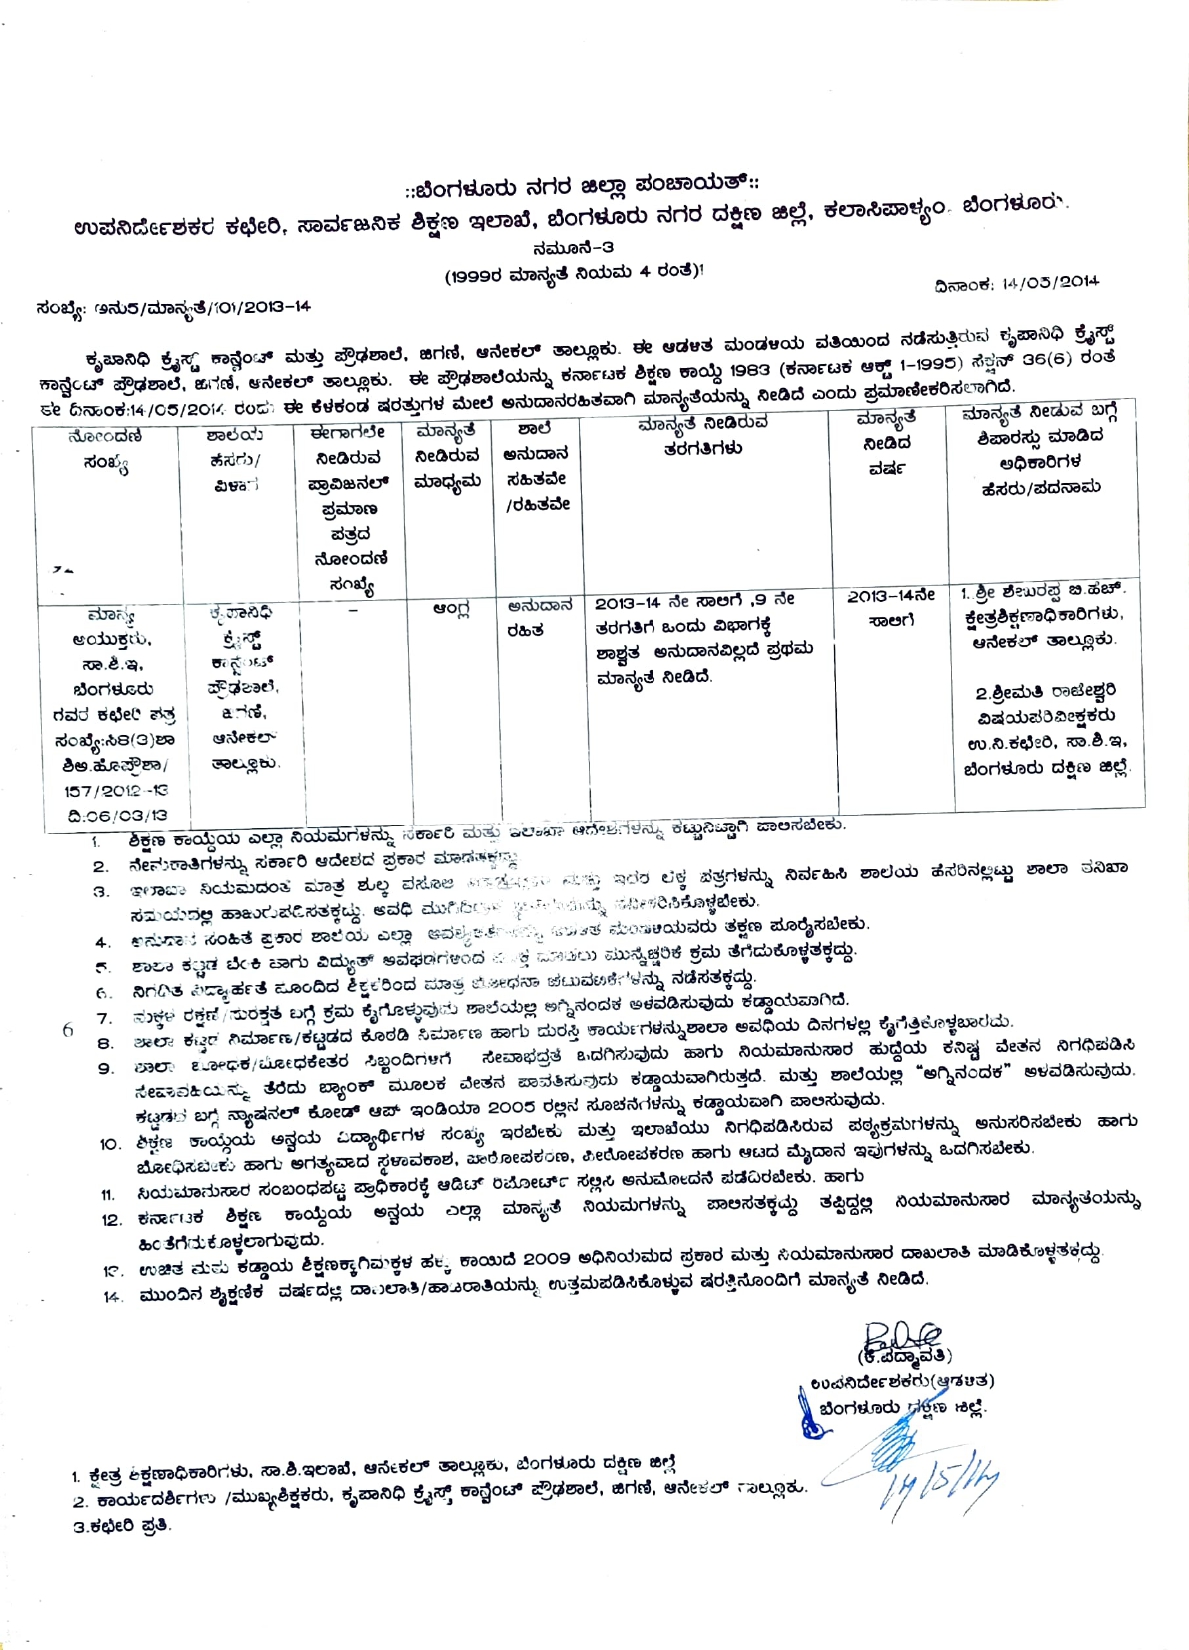 ::ಬೆಂಗಳೂರು ನಗರ ಜಿಲ್ಲಾ ಪಂಚಾಯತ್::
ಉಪನಿರ್ದೇಶಕರ ಕಛೇರಿ, ಸಾರ್ವಜನಿಕ ಶಿಕ್ಷಣ ಇಲಾಖೆ, ಬೆಂಗಳೂರು ನಗರ ದಕ್ಷಿಣ ಜಿಲ್ಲೆ, ಕಲಾಸಿಪಾಳ್ಯಂ. ಬೆಂಗಳೂರು.
ನಮೂನೆ-3
(1999ರ ಮಾನ್ಯತೆ ನಿಯಮ 4 ರಂತೆ)
ದಿನಾಂಕ: 14/05/2014
ಸಂಖ್ಯೆ: ಅನು5/ಮಾನ್ಯತೆ/101/2013-14
ಕೃಪಾನಿಧಿ ಕ್ರೈಸ್ಟ್ ಕಾನ್ವೆಂಟ್ ಮತ್ತು ಪ್ರೌಢಶಾಲೆ, ಜಿಗಣಿ, ಆನೇಕಲ್ ತಾಲ್ಲೂಕು. ಈ ಆಡಳಿತ ಮಂಡಳಿಯ ವತಿಯಿಂದ ನಡೆಸುತ್ತಿರುವ ಕೃಪಾನಿಧಿ ಕ್ರೈಸ್ಟ್
ಕಾನ್ವೆಂಟ್ ಪ್ರೌಢಶಾಲೆ, ಜಿಗಣಿ, ಆನೇಕಲ್ ತಾಲ್ಲೂಕು. ಈ ಪ್ರೌಢಶಾಲೆಯನ್ನು ಕರ್ನಾಟಕ ಶಿಕ್ಷಣ ಕಾಯ್ದೆ 1983 (ಕರ್ನಾಟಕ ಆಕ್ಟ್ 1-1995) ಸೆಕ್ಷನ್ 36(6) ರಂತೆ
ಈ ದಿನಾಂಕ:14/05/2014 ರಂದು ಈ ಕೆಳಕಂಡ ಷರತ್ತುಗಳ ಮೇಲೆ ಅನುದಾನರಹಿತವಾಗಿ ಮಾನ್ಯತೆಯನ್ನು ನೀಡಿದೆ ಎಂದು ಪ್ರಮಾಣೀಕರಿಸಲಾಗಿದೆ.
ನೋಂದಣಿ
ಸಂಖ್ಯೆ
ಶಾಲೆಯ
ಹೆಸರು/
ವಿಳಾಸ
ಈಗಾಗಲೇ
ನೀಡಿರುವ
ಪ್ರಾವಿಜನಲ್
ಪ್ರಮಾಣ
ಪತ್ರದ
ನೋಂದಣಿ
ಸಂಖ್ಯೆ
ಮಾನ್ಯತೆ
ನೀಡಿರುವ
ಮಾಧ್ಯಮ
ಶಾಲೆ
ಅನುದಾನ
ಸಹಿತವೇ
/ರಹಿತವೇ
ಮಾನ್ಯತೆ ನೀಡಿರುವ
ತರಗತಿಗಳು
ಮಾನ್ಯತೆ
ನೀಡಿದ
ವರ್ಷ
ಮಾನ್ಯತೆ ನೀಡುವ ಬಗ್ಗೆ
ಶಿಪಾರಸ್ಸು ಮಾಡಿದ
ಅಧಿಕಾರಿಗಳ
ಹೆಸರು/ಪದನಾಮ
ಮಾನ್ಯ
ಆಯುಕ್ತರು,
ಸಾ.ಶಿ.ಇ,
ಬೆಂಗಳೂರು
ಗವರ ಕಛೇರಿ ಪತ್ರ
ಸಂಖ್ಯೆ:ಸಿ8(3)ಶಾ
ಶಿಅ.ಹೊಪ್ರೌಶಾ/
157/2012-13
ದಿ:06/03/13
ಕೃಪಾನಿಧಿ
ಕ್ರೈಸ್ಟ್
ಕಾನ್ವೆಂಟ್
ಪ್ರೌಢಶಾಲೆ,
ಜಿಗಣಿ,
ಆನೇಕಲ್
ತಾಲ್ಲೂಕು.
–
ಆಂಗ್ಲ
ಅನುದಾನ
ರಹಿತ
2013-14 ನೇ ಸಾಲಿಗೆ ,9 ನೇ
ತರಗತಿಗೆ ಒಂದು ವಿಭಾಗಕ್ಕೆ
ಶಾಶ್ವತ ಅನುದಾನವಿಲ್ಲದೆ ಪ್ರಥಮ
ಮಾನ್ಯತೆ ನೀಡಿದೆ.
2013-14ನೇ
ಸಾಲಿಗೆ
1. ಶ್ರೀ ಶೇಖರಪ್ಪ ಬಿ.ಹೆಚ್.
ಕ್ಷೇತ್ರಶಿಕ್ಷಣಾಧಿಕಾರಿಗಳು,
ಆನೇಕಲ್ ತಾಲ್ಲೂಕು.
2.ಶ್ರೀಮತಿ ರಾಜೇಶ್ವರಿ
ವಿಷಯಪರಿವೀಕ್ಷಕರು
ಉ.ನಿ.ಕಛೇರಿ, ಸಾ.ಶಿ.ಇ,
ಬೆಂಗಳೂರು ದಕ್ಷಿಣ ಜಿಲ್ಲೆ.
1. ಶಿಕ್ಷಣ ಕಾಯ್ದೆಯ ಎಲ್ಲಾ ನಿಯಮಗಳನ್ನು ಸರ್ಕಾರಿ ಮತ್ತು ಇಲಾಖಾ ಆದೇಶಗಳನ್ನು ಕಟ್ಟುನಿಟ್ಟಾಗಿ ಪಾಲಿಸಬೇಕು.
2. ನೇಮಕಾತಿಗಳನ್ನು ಸರ್ಕಾರಿ ಆದೇಶದ ಪ್ರಕಾರ ಮಾಡತಕ್ಕದ್ದು.
3. ಇಲಾಖಾ ನಿಯಮದಂತೆ ಮಾತ್ರ ಶುಲ್ಕ ವಸೂಲಿ ಮತ್ತು ಇದರ ಲೆಕ್ಕ ಪತ್ರಗಳನ್ನು ನಿರ್ವಹಿಸಿ ಶಾಲೆಯ ಹೆಸರಿನಲ್ಲಿಟ್ಟು ಶಾಲಾ ತನಿಖಾ
ಸಮಯದಲ್ಲಿ ಹಾಜರುಪಡಿಸತಕ್ಕದ್ದು. ಅವಧಿ ನವೀಕರಿಸಿಕೊಳ್ಳಬೇಕು.
4. ಅನುದಾನ ಸಂಹಿತೆ ಪ್ರಕಾರ ಶಾಲೆಯ ಎಲ್ಲಾ ಆಡಳಿತ ಮಂಡಳಿಯವರು ತಕ್ಷಣ ಪೂರೈಸಬೇಕು.
5. ಶಾಲಾ ಕಟ್ಟಡ ಬೆಂಕಿ ಹಾಗು ವಿದ್ಯುತ್ ಅವಘಡಗಳಿಂದ ಮುನ್ನೆಚ್ಚರಿಕೆ ಕ್ರಮ ತೆಗೆದುಕೊಳ್ಳತಕ್ಕದ್ದು.
6. ನಿಗದಿತ ವಿದ್ಯಾರ್ಹತೆ ಹೊಂದಿದ ಶಿಕ್ಷಕರಿಂದ ಮಾತ್ರ ಬೋಧನಾ ಚಟುವಟಿಕೆಗಳನ್ನು ನಡೆಸತಕ್ಕದ್ದು.
7. ಮಕ್ಕಳ ರಕ್ಷಣೆ/ಸುರಕ್ಷತೆ ಬಗ್ಗೆ ಕ್ರಮ ಕೈಗೊಳ್ಳುವುದು ಶಾಲೆಯಲ್ಲಿ ಅಗ್ನಿನಂದಕ ಅಳವಡಿಸುವುದು ಕಡ್ಡಾಯವಾಗಿದೆ.
6
8. ಶಾಲಾ ಕಟ್ಟಡ ನಿರ್ಮಾಣ/ಕಟ್ಟಡದ ಕೊಠಡಿ ನಿರ್ಮಾಣ ಹಾಗು ದುರಸ್ತಿ ಕಾರ್ಯಗಳನ್ನುಶಾಲಾ ಅವಧಿಯ ದಿನಗಳಲ್ಲಿ ಕೈಗೆತ್ತಿಕೊಳ್ಳಬಾರದು.
9. ಶಾಲಾ ಬೋಧಕ/ಬೋಧಕೇತರ ಸಿಬ್ಬಂದಿಗಳಿಗೆ ಸೇವಾಭದ್ರತೆ ಒದಗಿಸುವುದು ಹಾಗು ನಿಯಮಾನುಸಾರ ಹುದ್ದೆಯ ಕನಿಷ್ಟ ವೇತನ ನಿಗಧಿಪಡಿಸಿ
ಸೇವಾವಹಿಯನ್ನು ತೆರೆದು ಬ್ಯಾಂಕ್ ಮೂಲಕ ವೇತನ ಪಾವತಿಸುವುದು ಕಡ್ಡಾಯವಾಗಿರುತ್ತದೆ. ಮತ್ತು ಶಾಲೆಯಲ್ಲಿ "ಅಗ್ನಿನಂದಕ" ಅಳವಡಿಸುವುದು.
ಕಟ್ಟಡದ ಬಗ್ಗೆ ನ್ಯಾಷನಲ್ ಕೋಡ್ ಆಪ್ ಇಂಡಿಯಾ 2005 ರಲ್ಲಿನ ಸೂಚನೆಗಳನ್ನು ಕಡ್ಡಾಯವಾಗಿ ಪಾಲಿಸುವುದು.
10. ಶಿಕ್ಷಣ ಕಾಯ್ದೆಯ ಅನ್ವಯ ವಿದ್ಯಾರ್ಥಿಗಳ ಸಂಖ್ಯೆ ಇರಬೇಕು ಮತ್ತು ಇಲಾಖೆಯು ನಿಗಧಿಪಡಿಸಿರುವ ಪಠ್ಯಕ್ರಮಗಳನ್ನು ಅನುಸರಿಸಬೇಕು ಹಾಗು
ಬೋಧಿಸಬೇಕು ಹಾಗು ಅಗತ್ಯವಾದ ಸ್ಥಳಾವಕಾಶ, ಪಾಠೋಪಕರಣ, ಪೀಠೋಪಕರಣ ಹಾಗು ಆಟದ ಮೈದಾನ ಇವುಗಳನ್ನು ಒದಗಿಸಬೇಕು.
11. ನಿಯಮಾನುಸಾರ ಸಂಬಂಧಪಟ್ಟ ಪ್ರಾಧಿಕಾರಕ್ಕೆ ಆಡಿಟ್ ರಿಪೋರ್ಟ್ ಸಲ್ಲಿಸಿ ಅನುಮೋದನೆ ಪಡೆದಿರಬೇಕು. ಹಾಗು
12. ಕರ್ನಾಟಕ ಶಿಕ್ಷಣ ಕಾಯ್ದೆಯ ಅನ್ವಯ ಎಲ್ಲಾ ಮಾನ್ಯತೆ ನಿಯಮಗಳನ್ನು ಪಾಲಿಸತಕ್ಕದ್ದು ತಪ್ಪಿದ್ದಲ್ಲಿ ನಿಯಮಾನುಸಾರ ಮಾನ್ಯತೆಯನ್ನು
ಹಿಂತೆಗೆದುಕೊಳ್ಳಲಾಗುವುದು.
13. ಉಚಿತ ಮತ್ತು ಕಡ್ಡಾಯ ಶಿಕ್ಷಣಕ್ಕಾಗಿಮಕ್ಕಳ ಹಕ್ಕು ಕಾಯಿದೆ 2009 ಅಧಿನಿಯಮದ ಪ್ರಕಾರ ಮತ್ತು ನಿಯಮಾನುಸಾರ ದಾಖಲಾತಿ ಮಾಡಿಕೊಳ್ಳತಕ್ಕದ್ದು.
14. ಮುಂದಿನ ಶೈಕ್ಷಣಿಕ ವರ್ಷದಲ್ಲಿ ದಾಖಲಾತಿ/ಹಾಜರಾತಿಯನ್ನು ಉತ್ತಮಪಡಿಸಿಕೊಳ್ಳುವ ಷರತ್ತಿನೊಂದಿಗೆ ಮಾನ್ಯತೆ ನೀಡಿದೆ.
(ಕೆ.ಪದ್ಮಾವತಿ)
ಉಪನಿರ್ದೇಶಕರು(ಆಡಳಿತ)
ಬೆಂಗಳೂರು ದಕ್ಷಿಣ ಜಿಲ್ಲೆ.
14/5/14
1. ಕ್ಷೇತ್ರ ಶಿಕ್ಷಣಾಧಿಕಾರಿಗಳು, ಸಾ.ಶಿ.ಇಲಾಖೆ, ಆನೇಕಲ್ ತಾಲ್ಲೂಕು, ಬೆಂಗಳೂರು ದಕ್ಷಿಣ ಜಿಲ್ಲೆ
2. ಕಾರ್ಯದರ್ಶಿಗಳು /ಮುಖ್ಯಶಿಕ್ಷಕರು, ಕೃಪಾನಿಧಿ ಕ್ರೈಸ್ಟ್ ಕಾನ್ವೆಂಟ್ ಪ್ರೌಢಶಾಲೆ, ಜಿಗಣಿ, ಆನೇಕಲ್ ತಾಲ್ಲೂಕು.
3.ಕಛೇರಿ ಪ್ರತಿ.